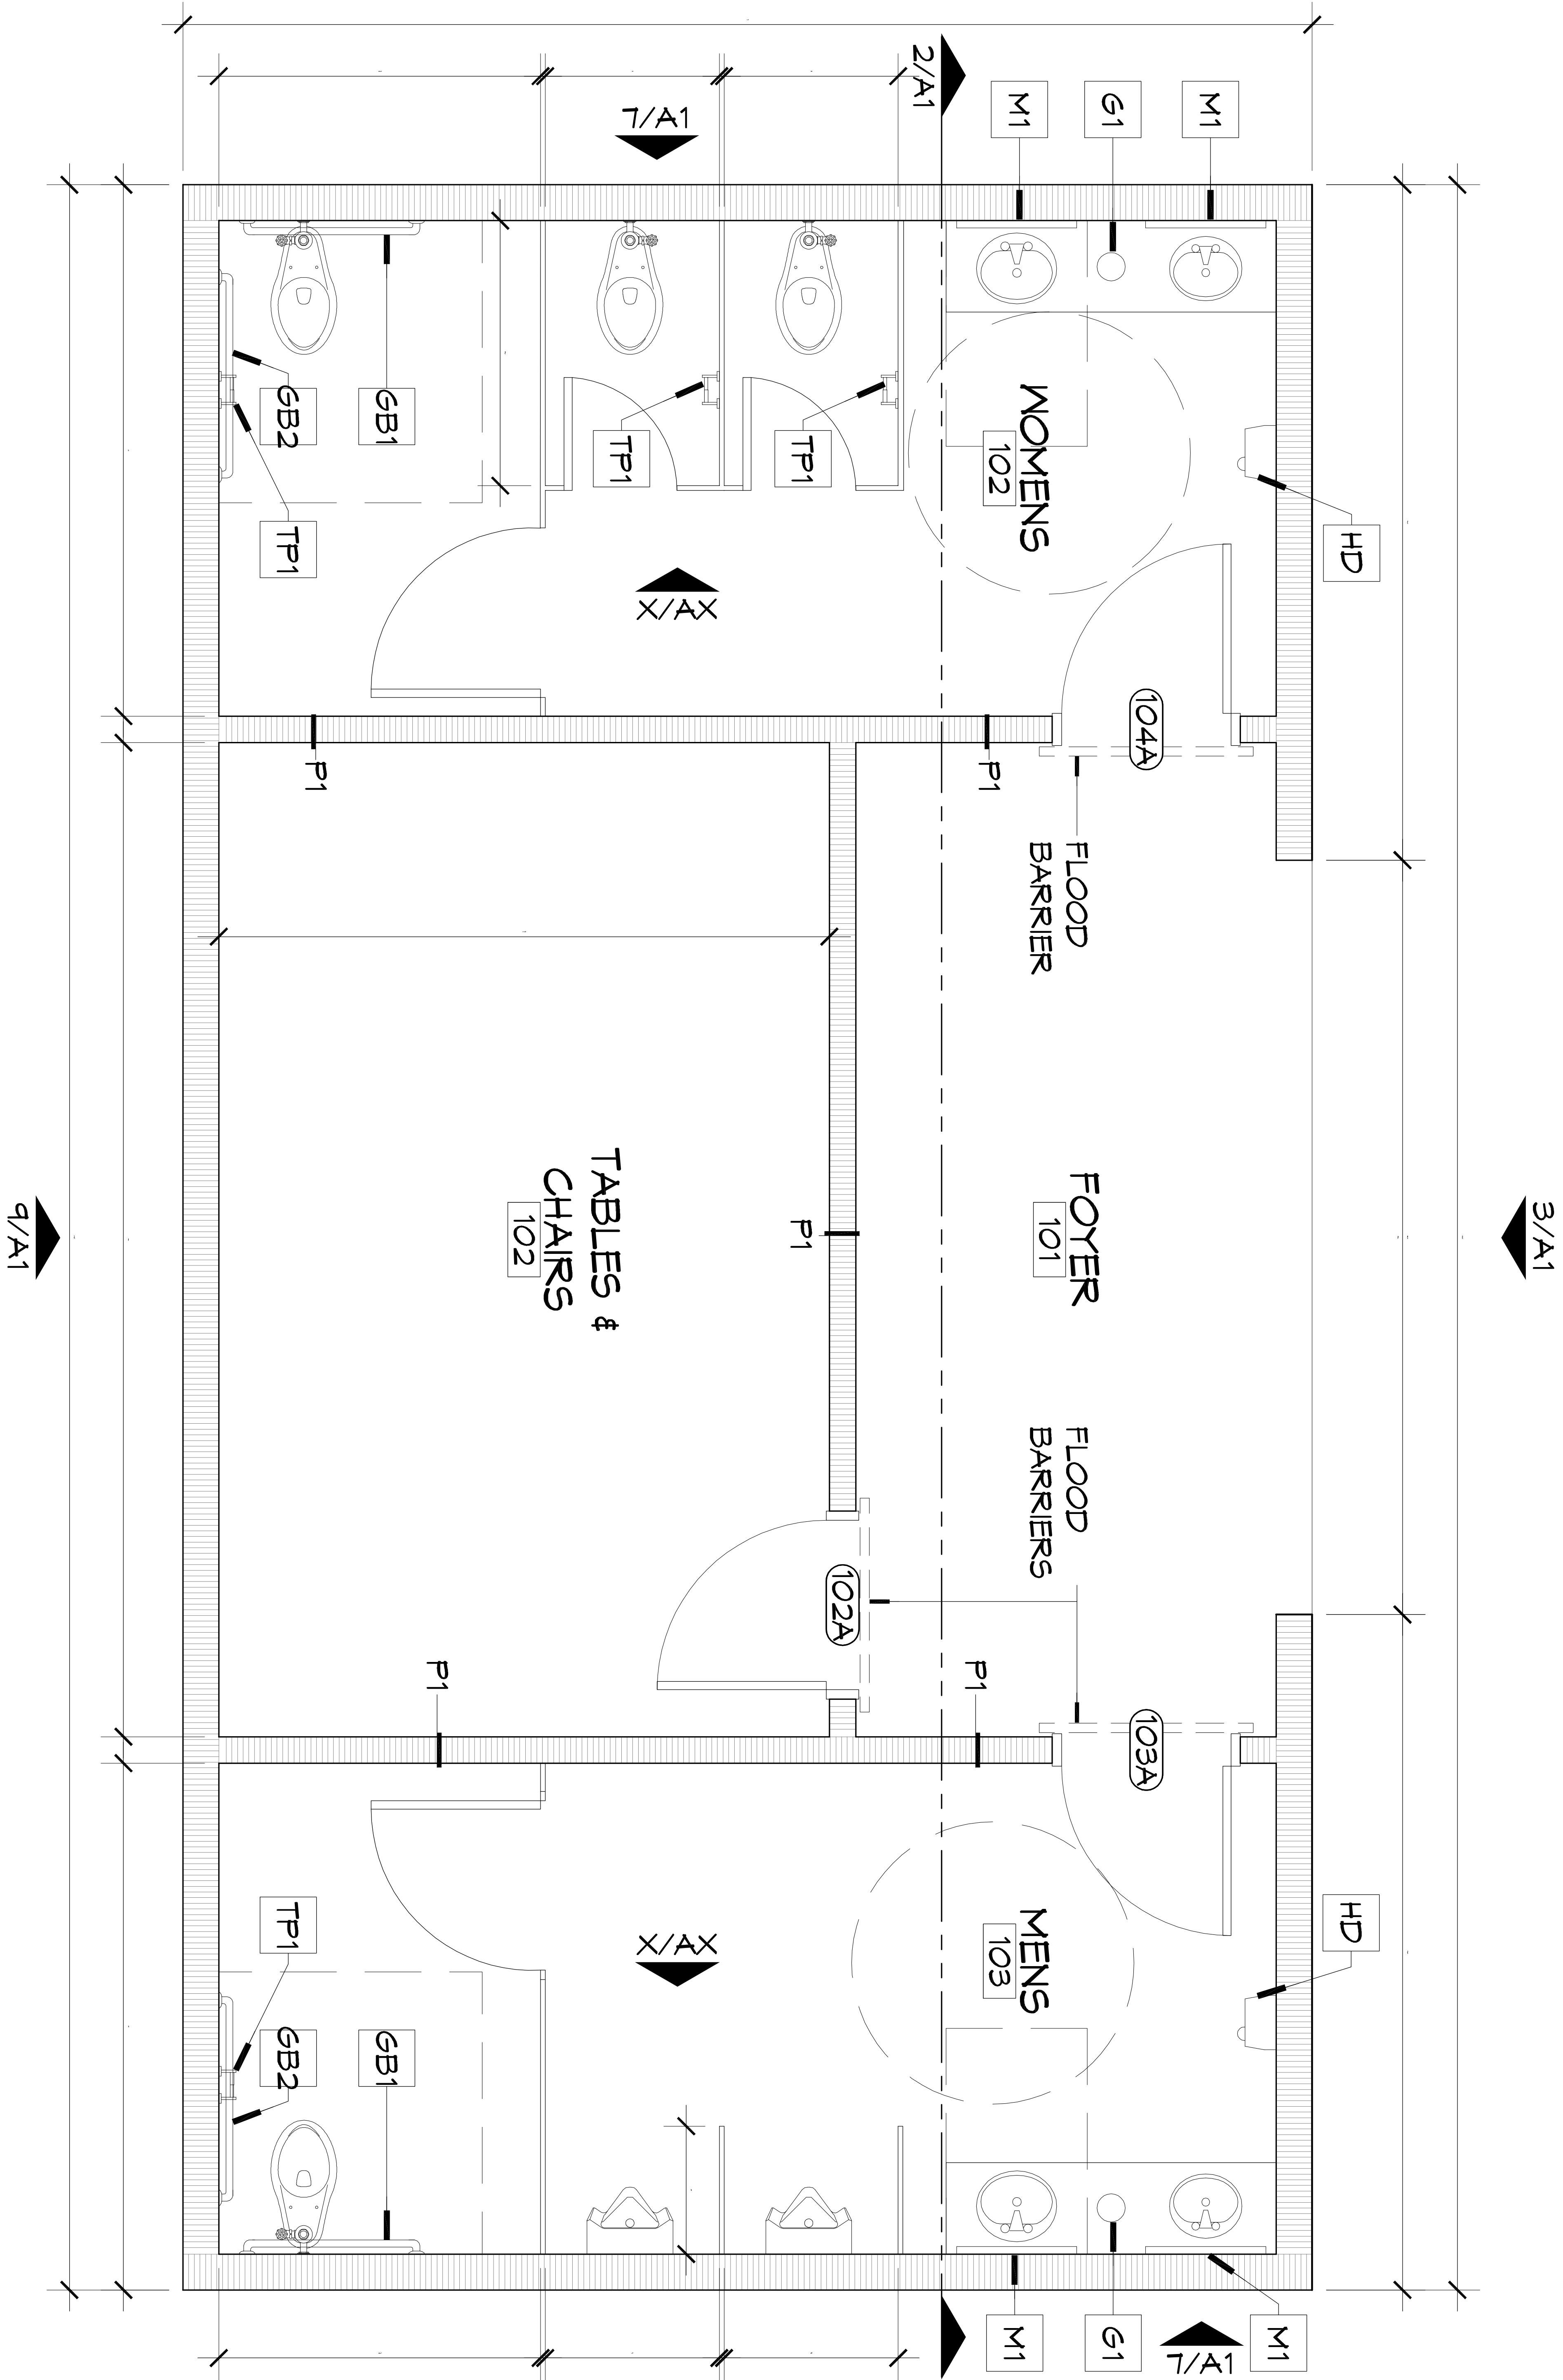 3/A1
HD
HD
M1
M1
7/A1
104A
103A
G1
G1
FLOOD
BARRIER
FOYER
101
FLOOD
BARRIERS
WOMENS
102
MENS
103
M1
M1
P1
P1
2/A1
102A
TP1
P1
X/AX
X/AX
7/A1
TP1
TABLES &
CHAIRS
102
P1
P1
GB1
GB1
GB2
TP1
TP1
GB2
9/A1